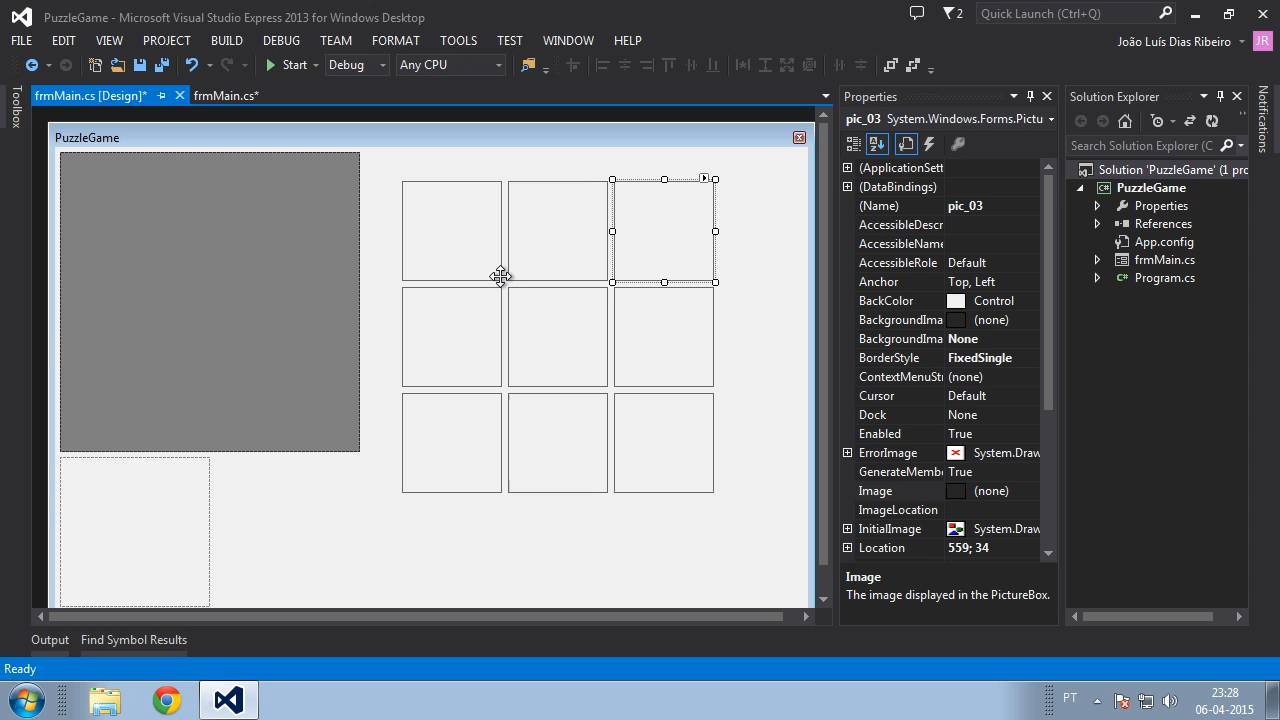 PuzzleGame - Microsoft Visual Studio Express 2013 for Windows Desktop
2
Quick Launch (Ctrl+Q)
FILE EDIT VIEW PROJECT BUILD DEBUG TEAM FORMAT TOOLS TEST WINDOW HELP
João Luís Dias Ribeiro JR
Start Debug Any CPU
Toolbox
frmMain.cs [Design]* frmMain.cs*
PuzzleGame
Properties
pic_03 System.Windows.Forms.Pictu
(ApplicationSett
(DataBindings)
(Name) pic_03
AccessibleDescr
AccessibleName
AccessibleRole Default
Anchor Top, Left
BackColor Control
BackgroundIma (none)
BackgroundIma None
BorderStyle FixedSingle
ContextMenuStr (none)
Cursor Default
Dock None
Enabled True
ErrorImage System.Draw
GenerateMembe True
Image (none)
ImageLocation
InitialImage System.Draw
Location 559; 34
Image
The image displayed in the PictureBox.
Solution Explorer
Search Solution Explorer (C
Solution 'PuzzleGame' (1 pro
PuzzleGame
Properties
References
App.config
frmMain.cs
Program.cs
Notifications
Output Find Symbol Results
Ready
PT
23:28
06-04-2015